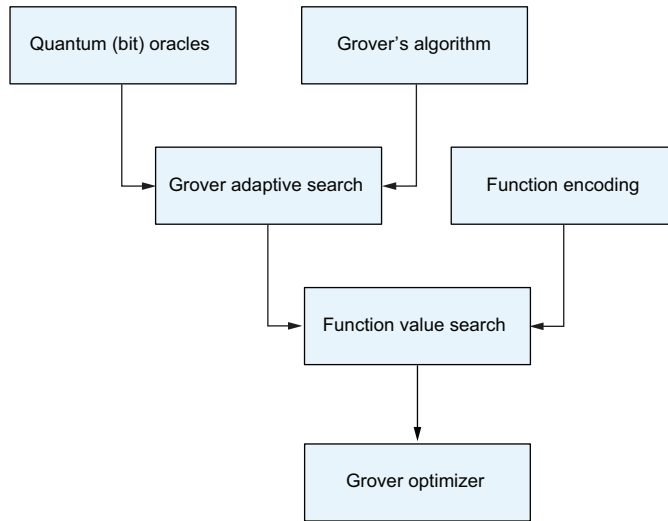 Quantum (bit) oracles
Grover’s algorithm
Grover adaptive search
Function encoding
Function value search
Grover optimizer